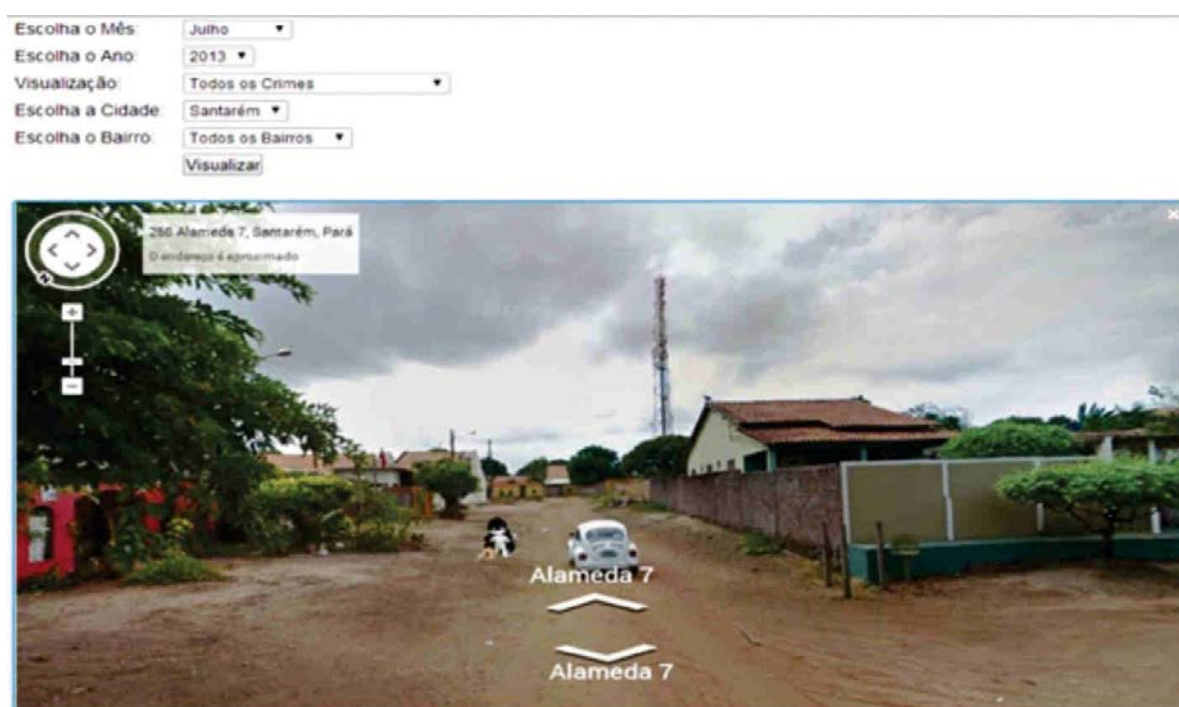 Escolha o Mês: Julho
Escolha o Ano: 2013
Visualização: Todos os Crimes
Escolha a Cidade: Santarém
Escolha o Bairro: Todos os Bairros
Visualizar
266 Alameda 7, Santarém, Pará
O endereço é aproximado
Alameda 7
Alameda 7